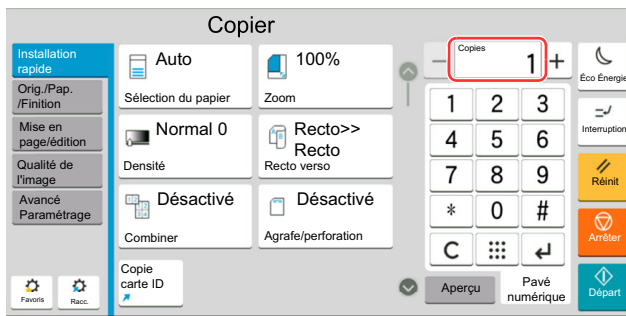 Copier
Installation
rapide
Orig./Pap.
/Finition
Mise en
page/édition
Qualité de
l'image
Avancé
Paramétrage
Favoris
Racc.
Auto
Sélection du papier
100%
Zoom
Normal 0
Densité
Recto>>
Recto
Recto verso
Désactivé
Combiner
Désactivé
Agrafe/perforation
Copie
carte ID
Copies
− 1 +
1 2 3
4 5 6
7 8 9
* 0 #
C
Aperçu
Pavé
numérique
Éco Énergie
Interruption
Réinit
Arrêter
Départ